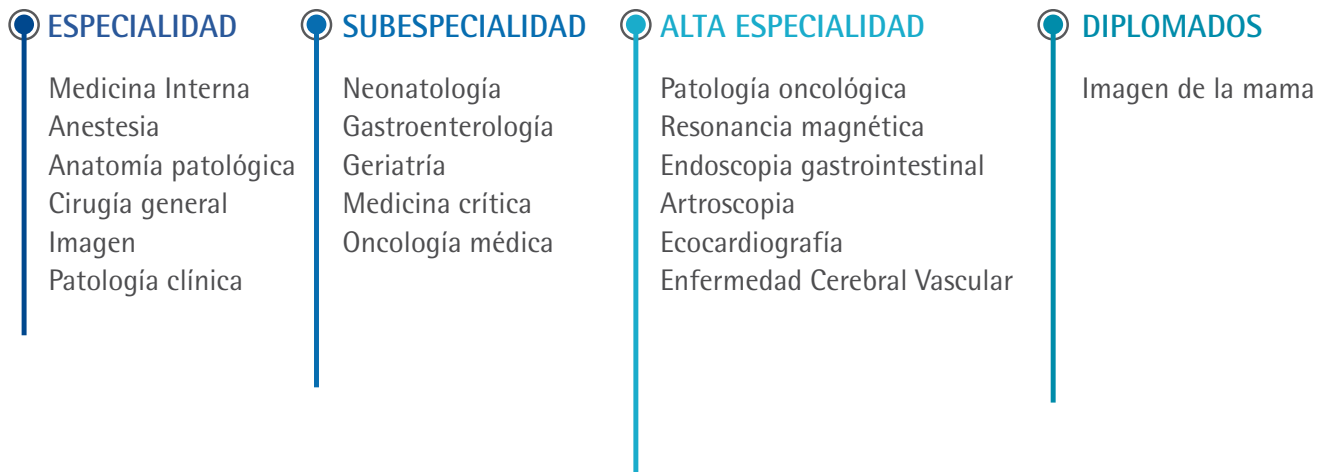 ESPECIALIDAD
Medicina Interna
Anestesia
Anatomía patológica
Cirugía general
Imagen
Patología clínica
SUBESPECIALIDAD
Neonatología
Gastroenterología
Geriatría
Medicina crítica
Oncología médica
ALTA ESPECIALIDAD
Patología oncológica
Resonancia magnética
Endoscopia gastrointestinal
Artroscopia
Ecocardiografía
Enfermedad Cerebral Vascular
DIPLOMADOS
Imagen de la mama